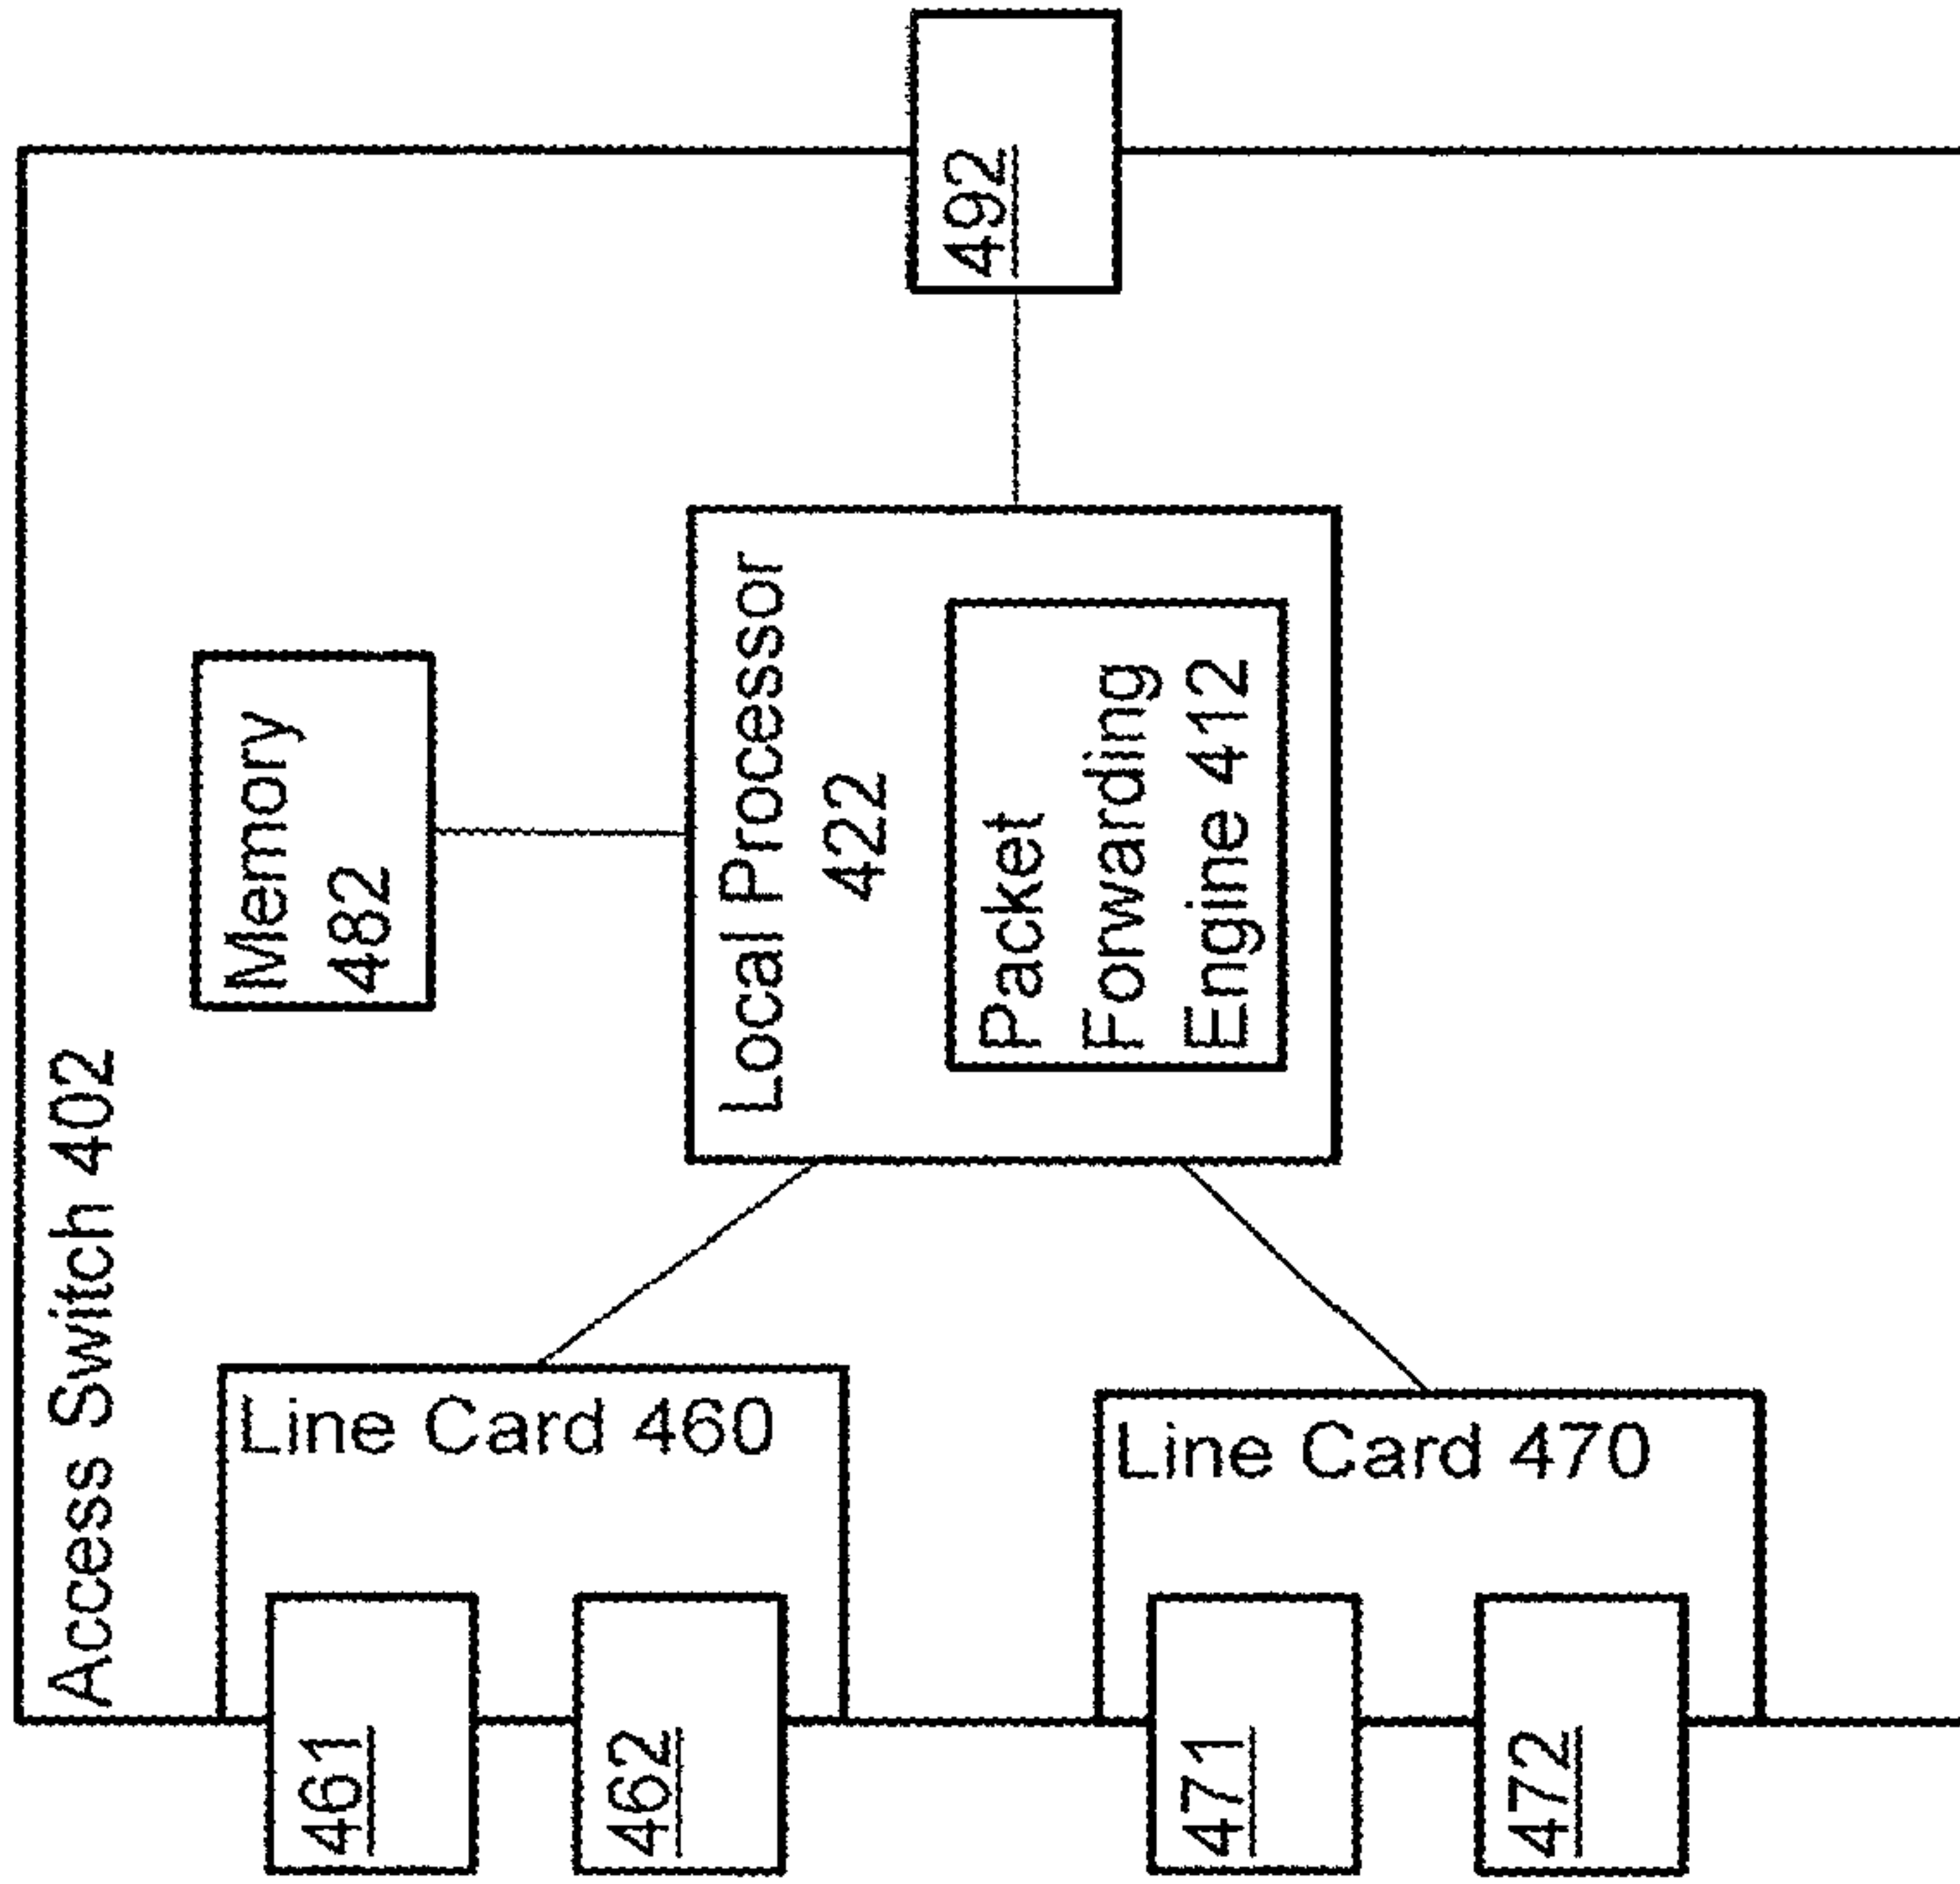 Access Switch 402
Memory
482
492
Local Processor
422
Packet
Forwarding
Engine 412
Line Card 460
461
462
Line Card 470
471
472